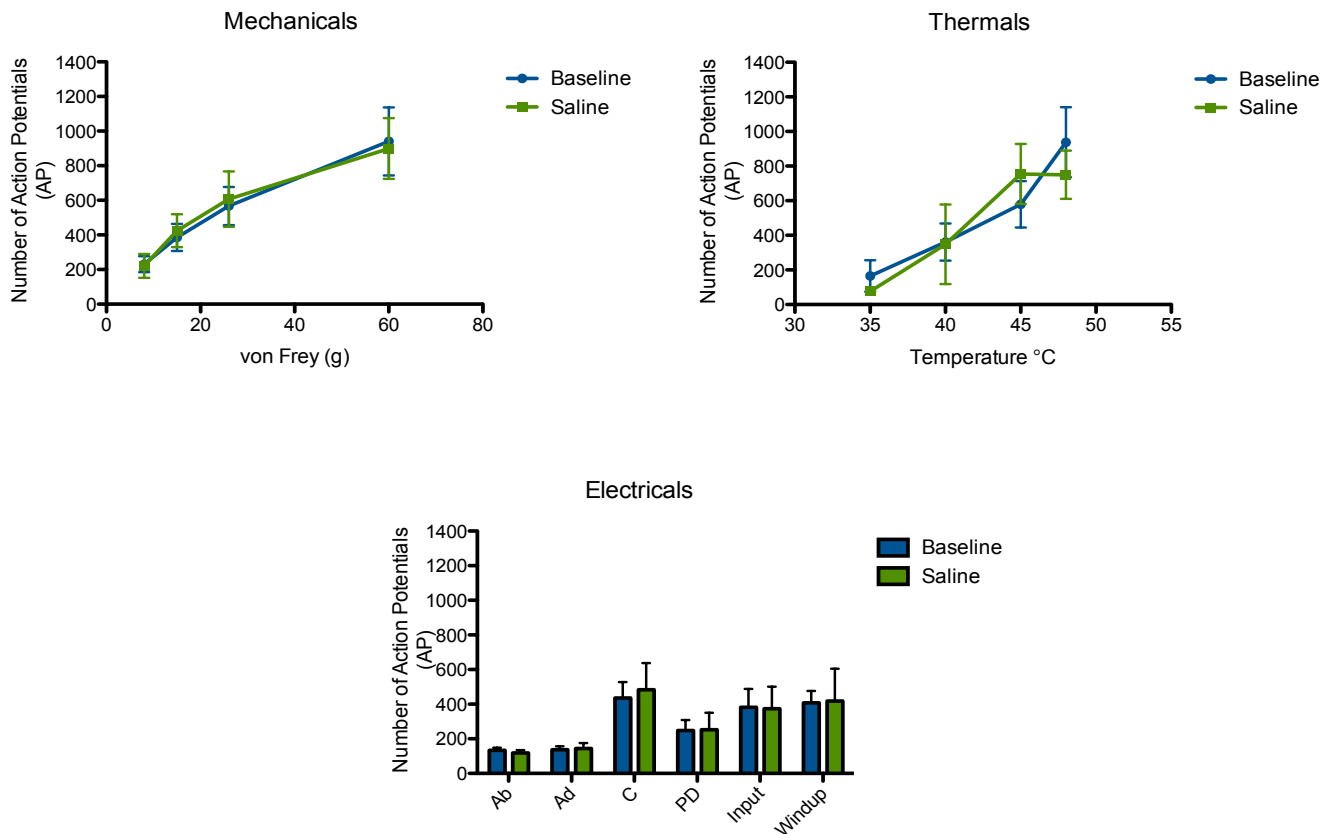 Mechanicals
Number of Action Potentials
(AP)
1400
1200
1000
800
600
400
200
0
0 20 40 60 80
von Frey (g)
Baseline
Saline
Thermals
Number of Action Potentials
(AP)
1400
1200
1000
800
600
400
200
0
30 35 40 45 50 55
Temperature °C
Baseline
Saline
Electricals
Number of Action Potentials
(AP)
1400
1200
1000
800
600
400
200
0
Ab Ad C PD Input Windup
Baseline
Saline